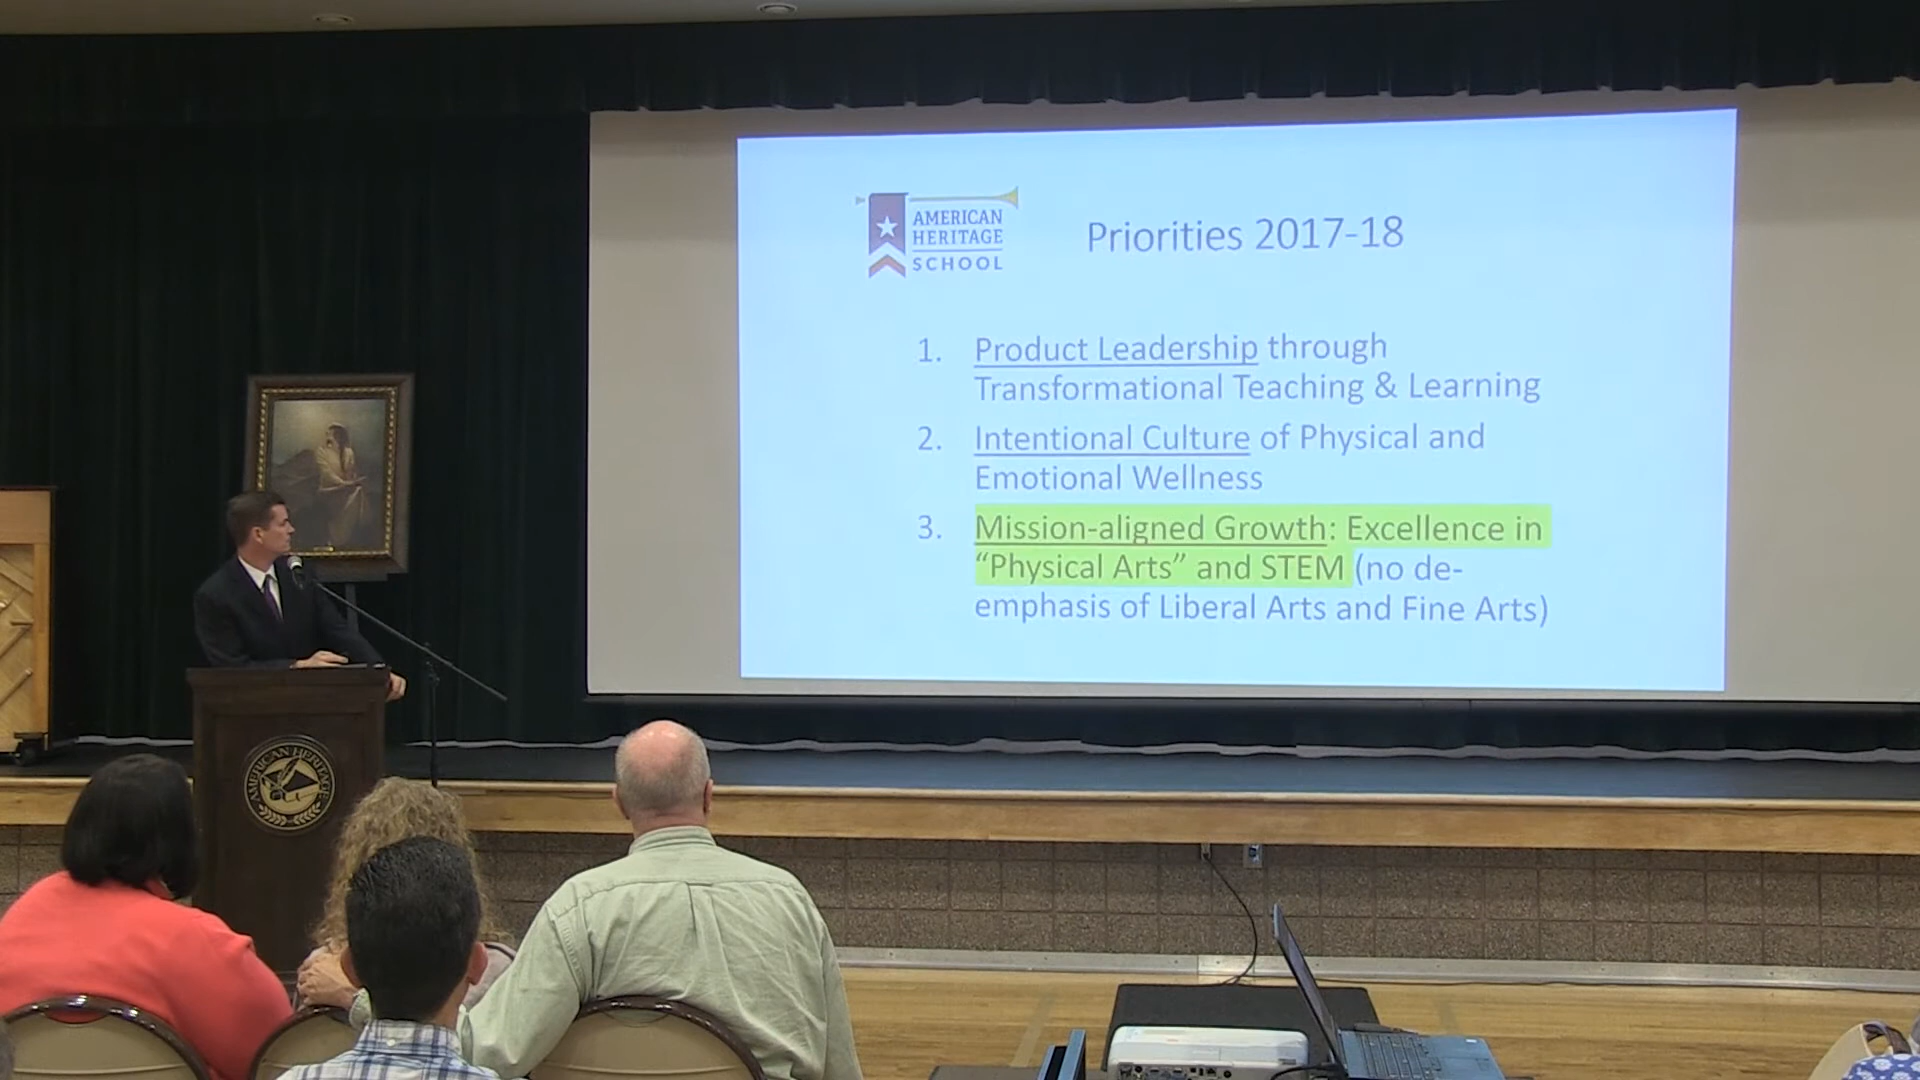 AMERICAN
HERITAGE
SCHOOL
Priorities 2017-18
1. Product Leadership through
Transformational Teaching & Learning
2. Intentional Culture of Physical and
Emotional Wellness
3. Mission-aligned Growth: Excellence in
“Physical Arts” and STEM (no de-
emphasis of Liberal Arts and Fine Arts)
AMERICAN HERITAGE